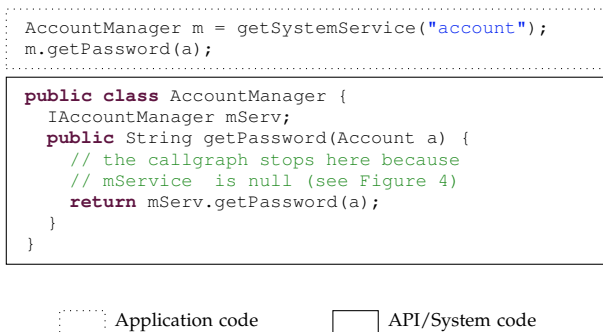 AccountManager m = getSystemService("account");
m.getPassword(a);
public class AccountManager {
IAccountManager mServ;
public String getPassword(Account a) {
// the callgraph stops here because
// mService is null (see Figure 4)
return mServ.getPassword(a);
}
}
Application code
API/System code